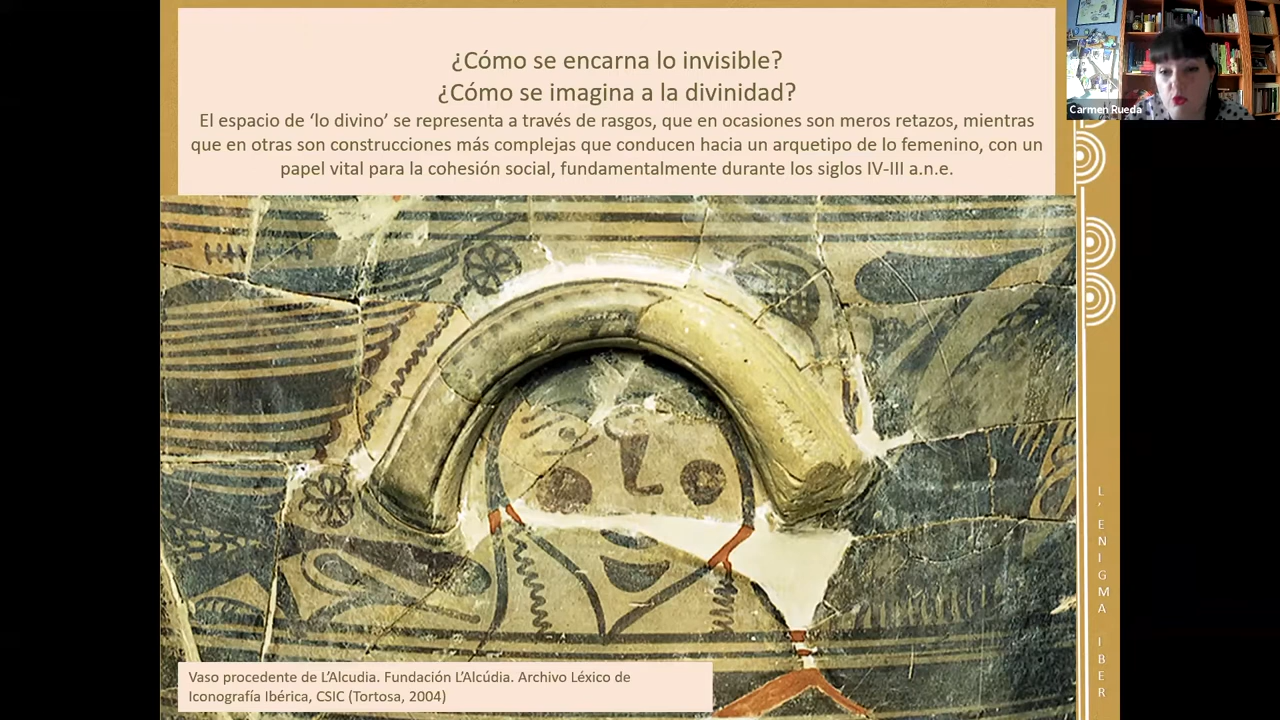 ¿Cómo se encarna lo invisible?
¿Cómo se imagina a la divinidad?
El espacio de ‘lo divino’ se representa a través de rasgos, que en ocasiones son meros retazos, mientras
que en otras son construcciones más complejas que conducen hacia un arquetipo de lo femenino, con un
papel vital para la cohesión social, fundamentalmente durante los siglos IV-III a.n.e.
Carmen Rueda
L’ENIGMA IBER
Vaso procedente de L’Alcudia. Fundación L’Alcúdia. Archivo Léxico de
Iconografía Ibérica, CSIC (Tortosa, 2004)